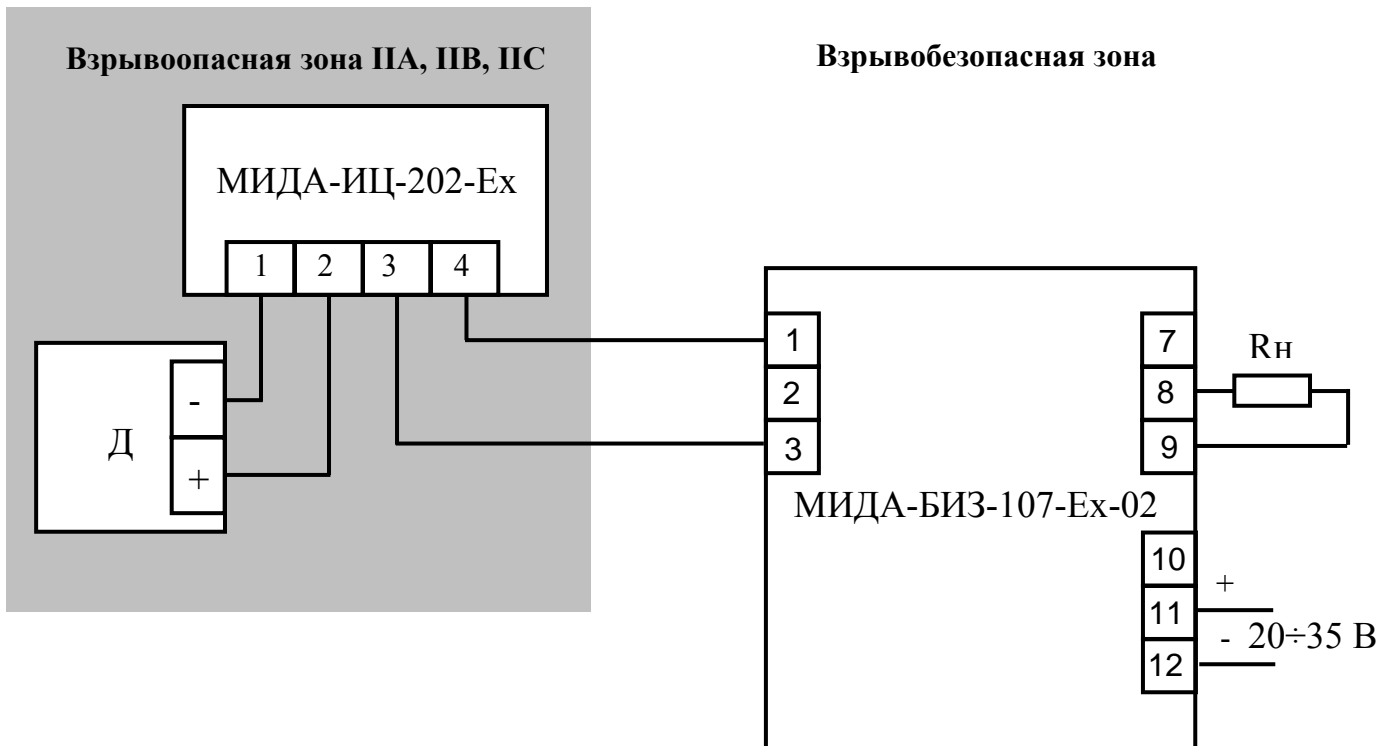 Взрывоопасная зона IIA, IIB, IIC
Взрывобезопасная зона
МИДА-ИЦ-202-Ex
1 2 3 4
Д
-
+
1
2
3
7
8
9
Rн
МИДА-БИЗ-107-Ex-02
10
11
12
+
- 20÷35 В